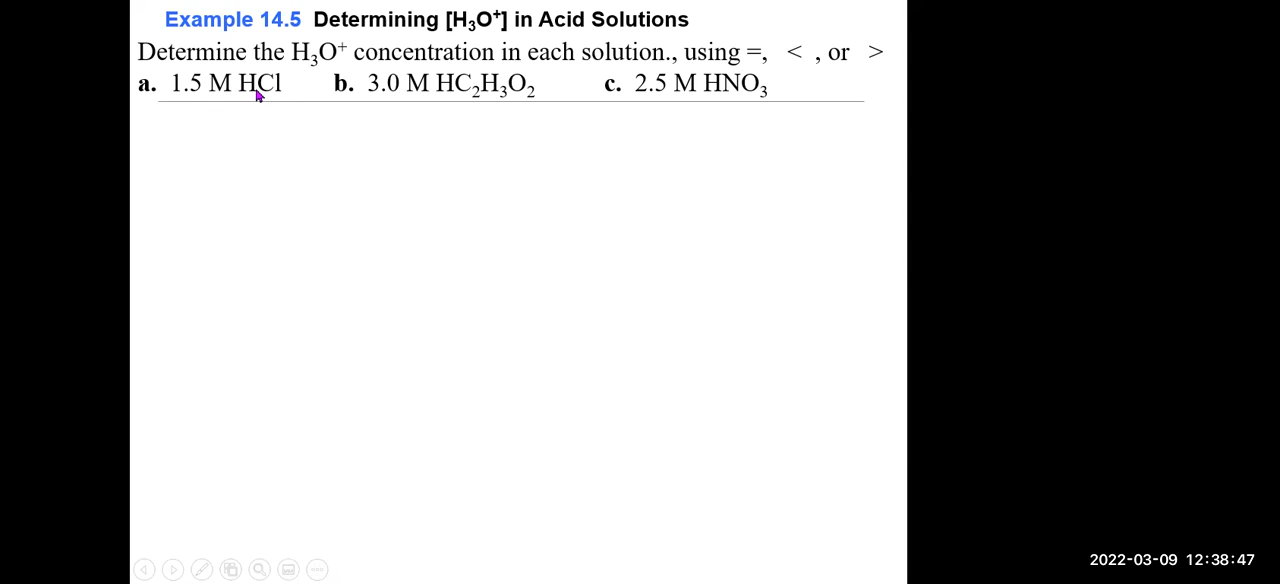 Example 14.5 Determining [H₃O⁺] in Acid Solutions
Determine the H₃O⁺ concentration in each solution., using =, < , or >
a. 1.5 M HCl b. 3.0 M HC₂H₃O₂ c. 2.5 M HNO₃
2022-03-09 12:38:47